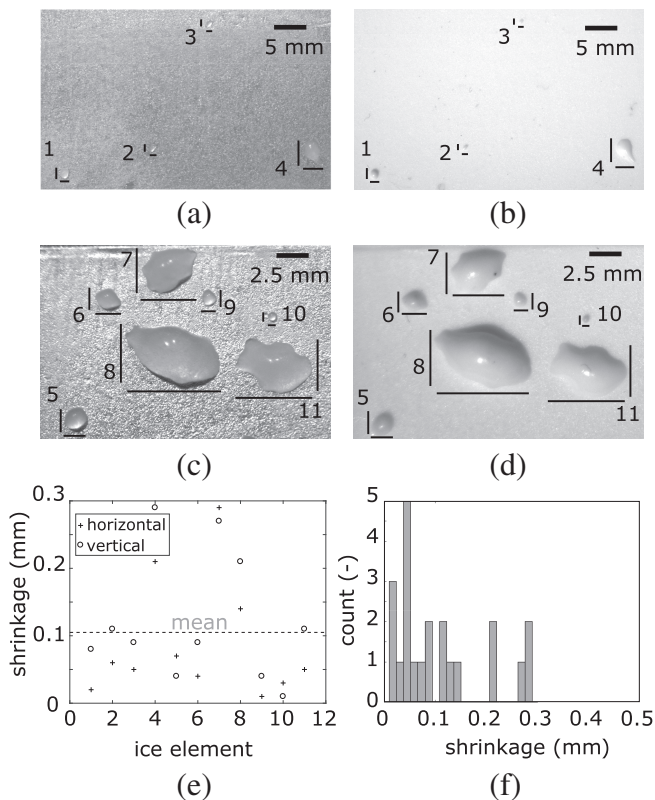 3
5 mm
1
2
4
(a)
3
5 mm
1
2
4
(b)
7
2.5 mm
6
9
10
8
5
11
(c)
7
2.5 mm
6
9
10
8
5
11
(d)
0.3
0.2
0.1
0
shrinkage (mm)
+ horizontal
o vertical
mean
0 2 4 6 8 10 12
ice element
(e)
5
4
3
2
1
0
count (-)
0 0.1 0.2 0.3 0.4 0.5
shrinkage (mm)
(f)